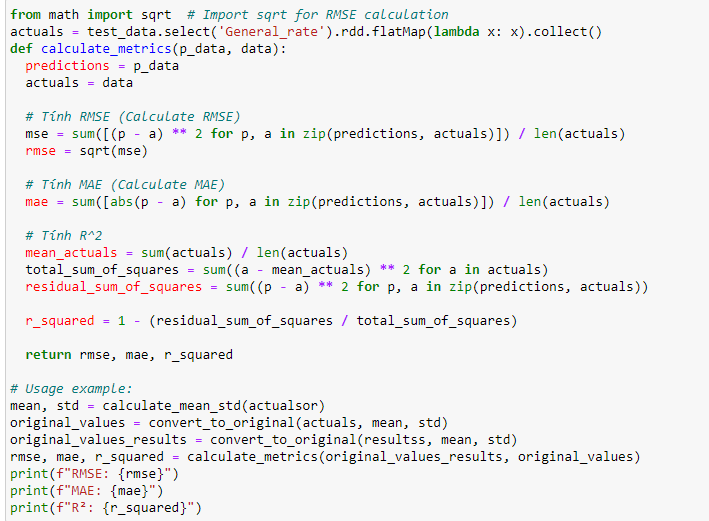 from math import sqrt  # Import sqrt for RMSE calculation
actuals = test_data.select('General_rate').rdd.flatMap(lambda x: x).collect()
def calculate_metrics(p_data, data):
  predictions = p_data
  actuals = data

  # Tính RMSE (Calculate RMSE)
  mse = sum([(p - a) ** 2 for p, a in zip(predictions, actuals)]) / len(actuals)
  rmse = sqrt(mse)

  # Tính MAE (Calculate MAE)
  mae = sum([abs(p - a) for p, a in zip(predictions, actuals)]) / len(actuals)

  # Tính R^2
  mean_actuals = sum(actuals) / len(actuals)
  total_sum_of_squares = sum((a - mean_actuals) ** 2 for a in actuals)
  residual_sum_of_squares = sum((p - a) ** 2 for p, a in zip(predictions, actuals))

  r_squared = 1 - (residual_sum_of_squares / total_sum_of_squares)

  return rmse, mae, r_squared

# Usage example:
mean, std = calculate_mean_std(actualsor)
original_values = convert_to_original(actuals, mean, std)
original_values_results = convert_to_original(resultss, mean, std)
rmse, mae, r_squared = calculate_metrics(original_values_results, original_values)
print(f"RMSE: {rmse}")
print(f"MAE: {mae}")
print(f"R²: {r_squared}")